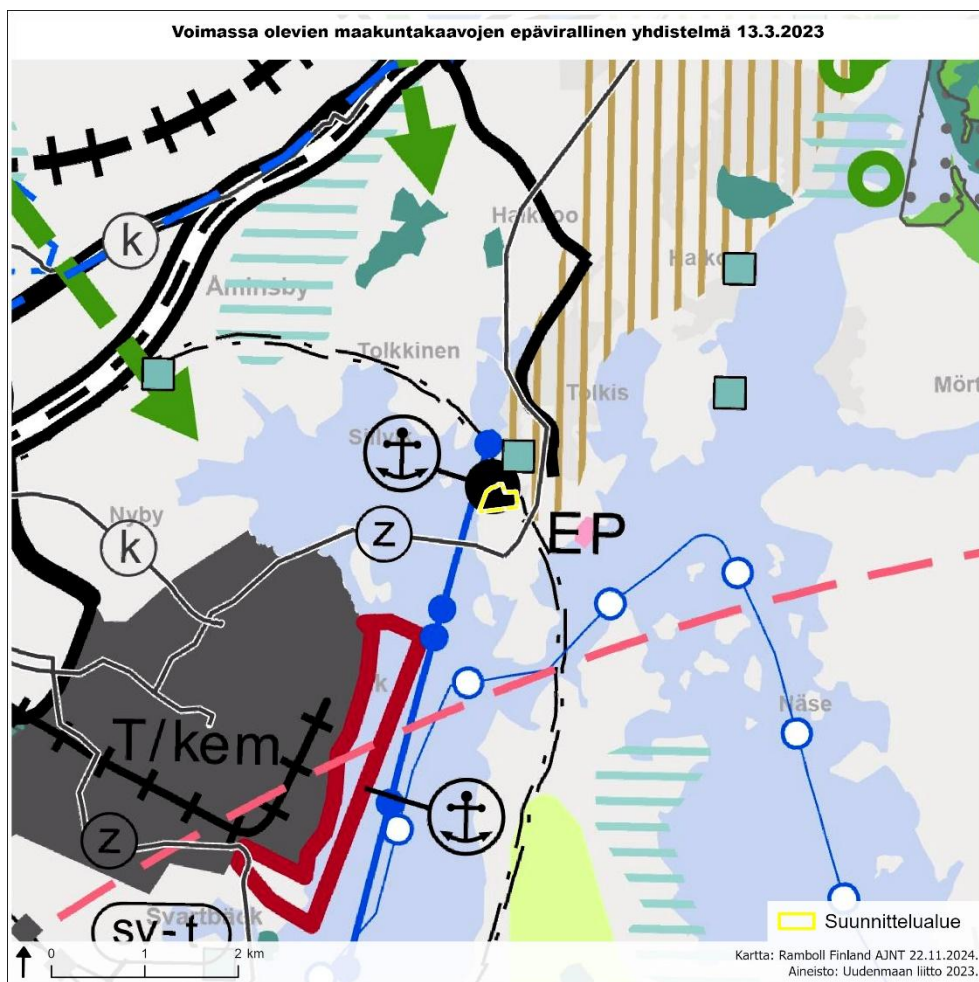 Voimassa olevien maakuntakaavojen epävirallinen yhdistelmä 13.3.2023
k
Haikkoo
Haiko
Åminsby
Tolkkinen
Tolkis
Mört
Nyby
k
z
EP
T/kem
Näse
z
Svartbäck
sv-t
Suunnittelualue
0 1 2 km
Kartta: Ramboll Finland AJNT 22.11.2024.
Aineisto: Uudenmaan liitto 2023.